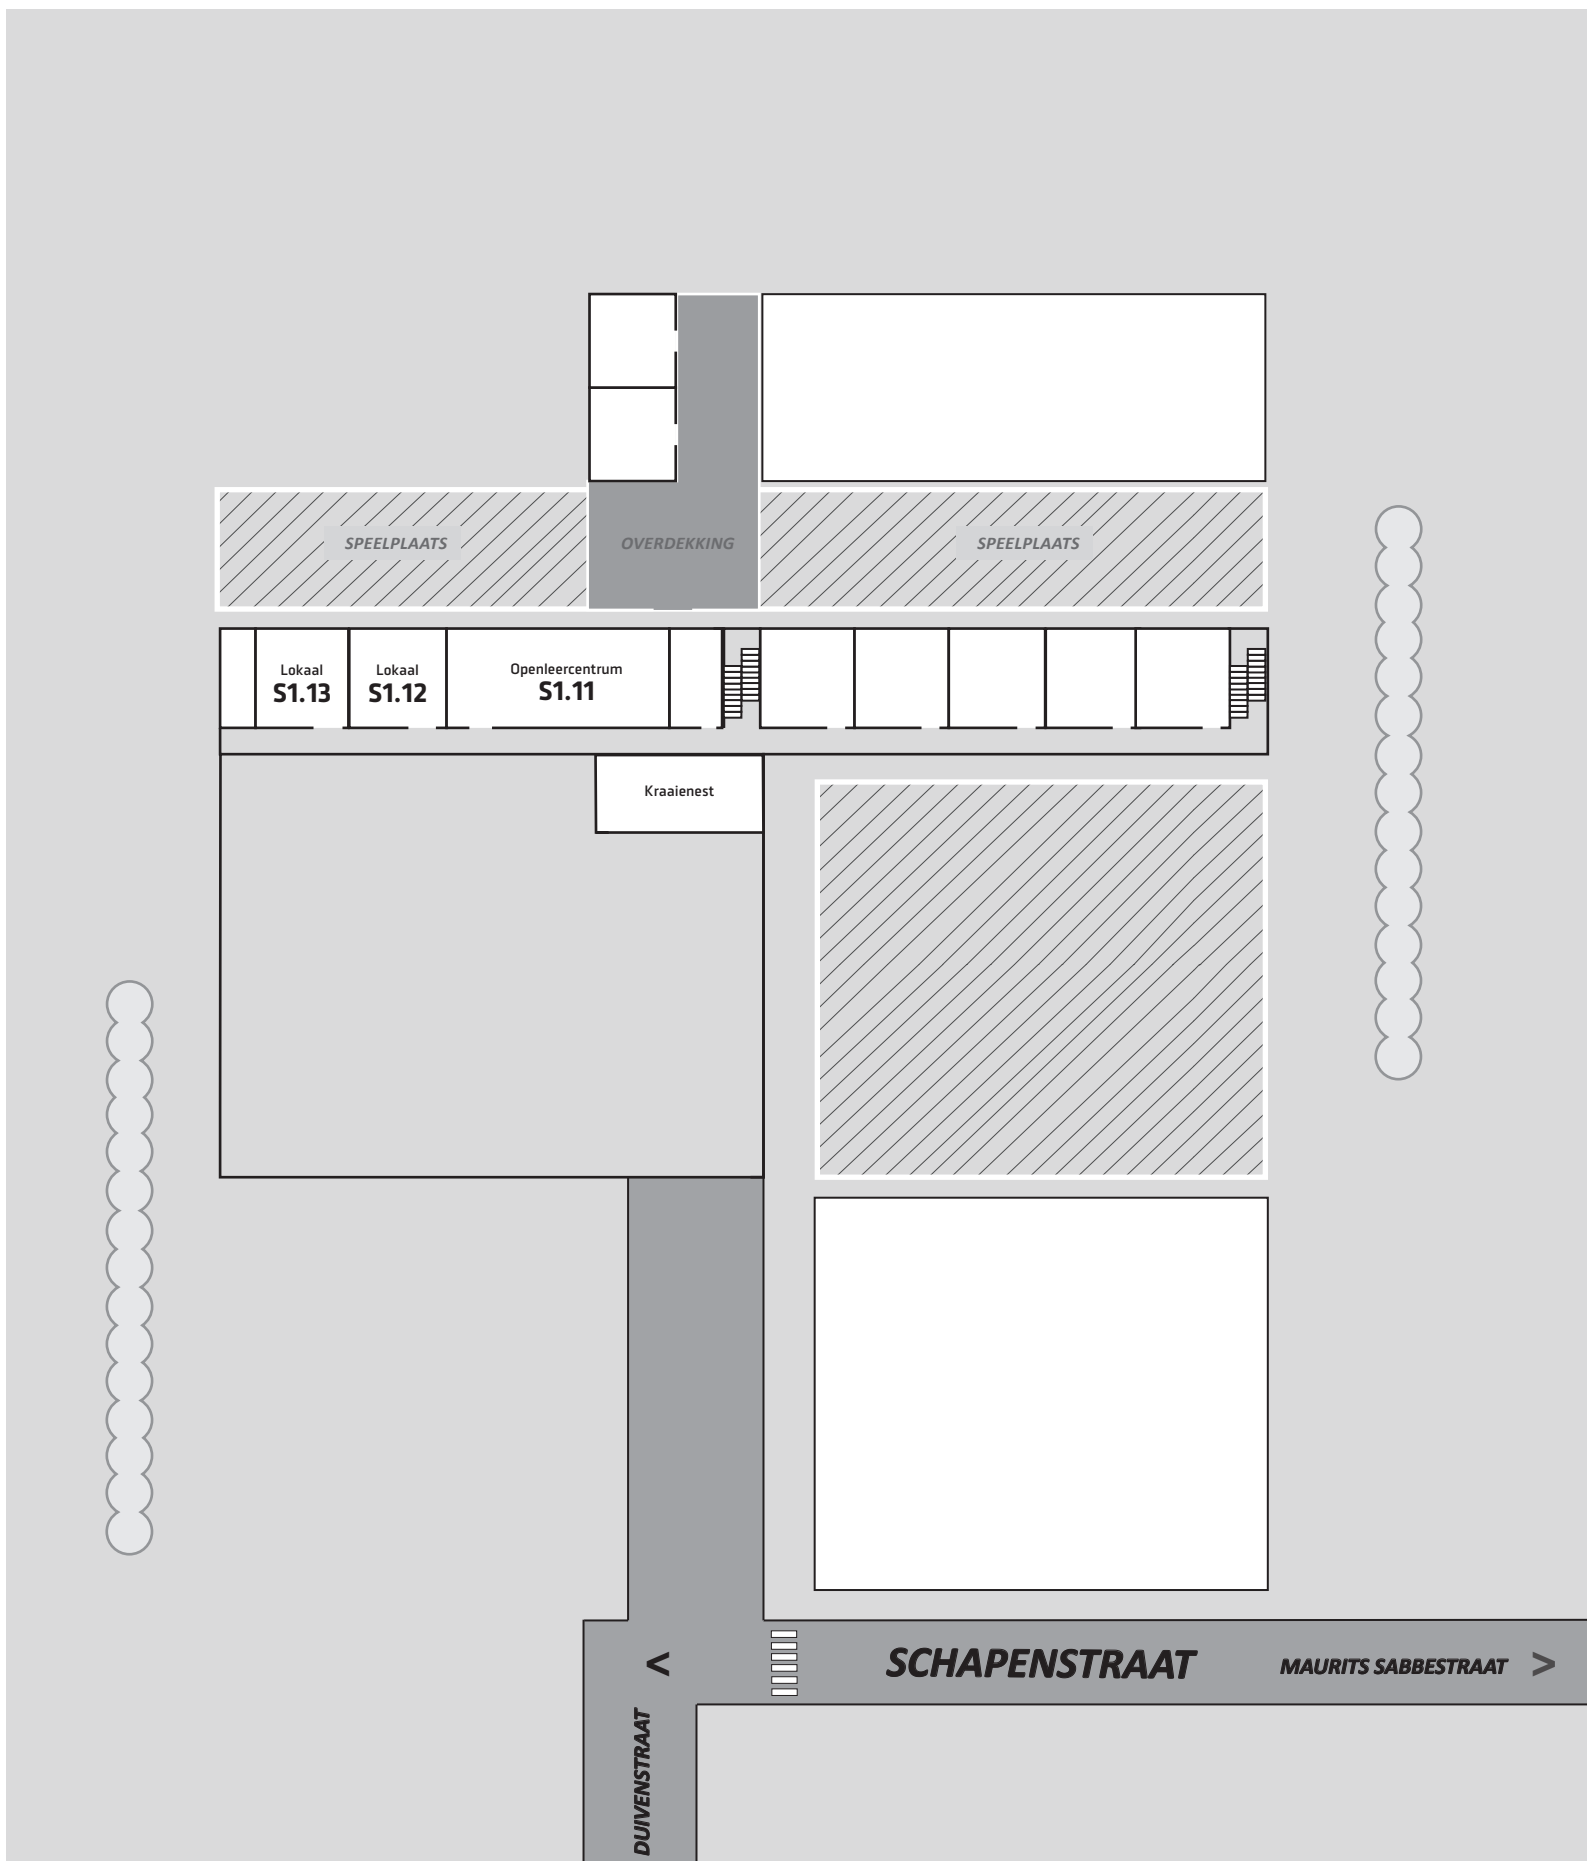 SPEELPLAATS
OVERDEKKING
SPEELPLAATS
Lokaal
S1.13
Lokaal
S1.12
Openleercentrum
S1.11
Kraaienest
<
SCHAPENSTRAAT
MAURITS SABBESTRAAT >
DUIVENSTRAAT